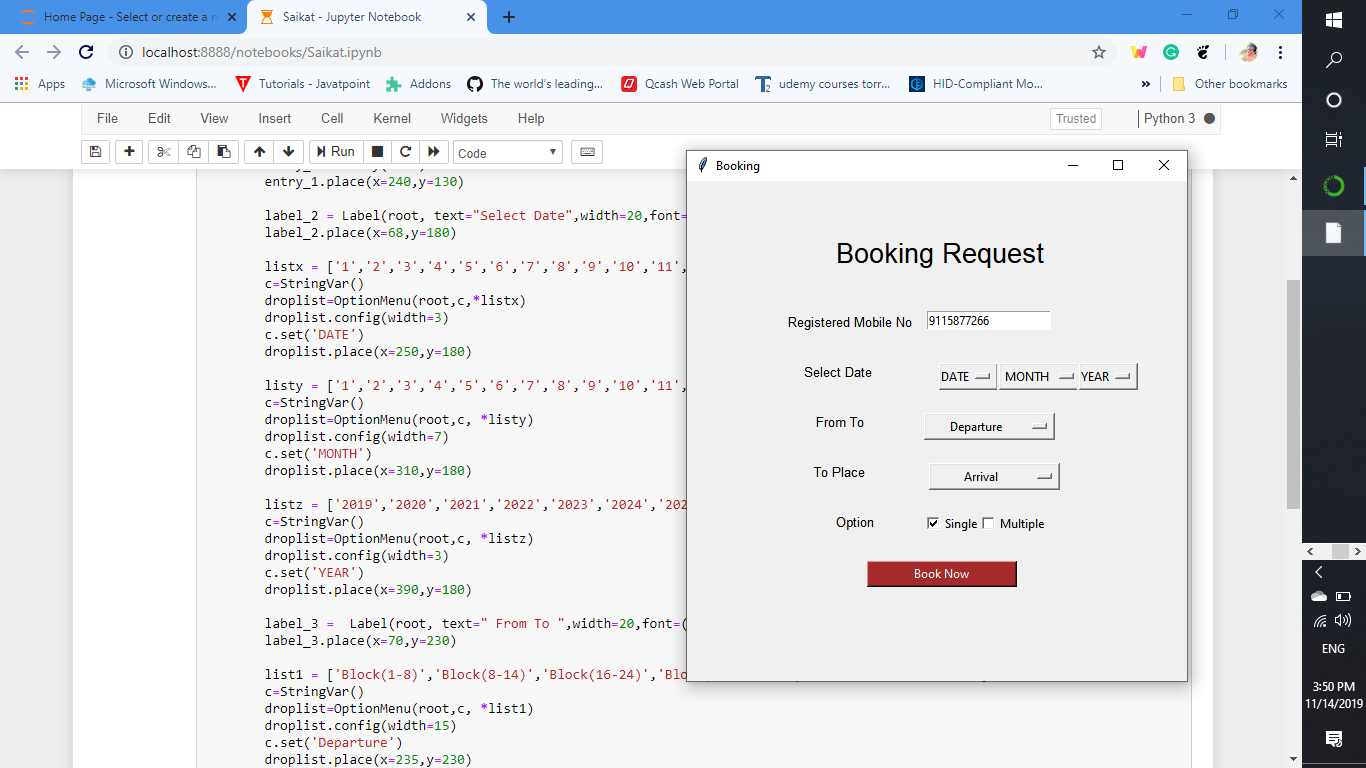 Home Page - Select or create a n
Saikat - Jupyter Notebook
localhost:8888/notebooks/Saikat.ipynb
Apps
Microsoft Windows...
Tutorials - Javatpoint
Addons
The world's leading...
Qcash Web Portal
udemy courses torr...
HID-Compliant Mo...
»
Other bookmarks
File Edit View Insert Cell Kernel Widgets Help
Trusted
Python 3
Run
Code
entry_1.place(x=240,y=130)
label_2 = Label(root, text="Select Date",width=20,font=
label_2.place(x=68,y=180)
listx = ['1','2','3','4','5','6','7','8','9','10','11',
c=StringVar()
droplist=OptionMenu(root,c,*listx)
droplist.config(width=3)
c.set('DATE')
droplist.place(x=250,y=180)
listy = ['1','2','3','4','5','6','7','8','9','10','11',
c=StringVar()
droplist=OptionMenu(root,c, *listy)
droplist.config(width=7)
c.set('MONTH')
droplist.place(x=310,y=180)
listz = ['2019','2020','2021','2022','2023','2024','202
c=StringVar()
droplist=OptionMenu(root,c, *listz)
droplist.config(width=3)
c.set('YEAR')
droplist.place(x=390,y=180)
label_3 =  Label(root, text=" From To ",width=20,font=(
label_3.place(x=70,y=230)
list1 = ['Block(1-8)','Block(8-14)','Block(16-24)','Blo
c=StringVar()
droplist=OptionMenu(root,c, *list1)
droplist.config(width=15)
c.set('Departure')
droplist.place(x=235,y=230)
Booking
Booking Request
Registered Mobile No 9115877266
Select Date DATE MONTH YEAR
From To Departure
To Place Arrival
Option Single Multiple
Book Now
ENG
3:50 PM
11/14/2019